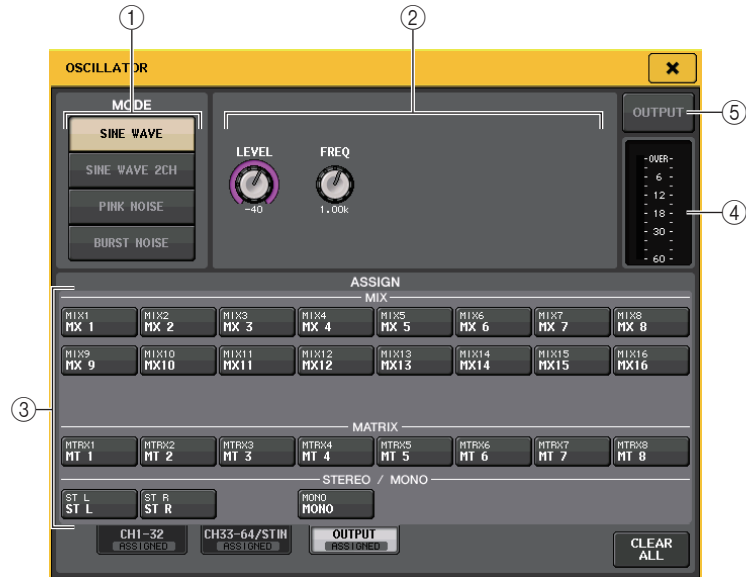 ① ②
OSCILLATOR ×
MODE
OUTPUT ⑤
SINE WAVE
SINE WAVE 2CH
PINK NOISE
BURST NOISE
LEVEL FREQ
-40 1.00k
-OVER-
- 6 -
- 12 -
- 18 - ④
- 30 -
- 60 -
ASSIGN
MIX
MIX1 MIX2 MIX3 MIX4 MIX5 MIX6 MIX7 MIX8
MX 1 MX 2 MX 3 MX 4 MX 5 MX 6 MX 7 MX 8
MIX9 MIX10 MIX11 MIX12 MIX13 MIX14 MIX15 MIX16
MX 9 MX10 MX11 MX12 MX13 MX14 MX15 MX16
③
MATRIX
MTRX1 MTRX2 MTRX3 MTRX4 MTRX5 MTRX6 MTRX7 MTRX8
MT 1 MT 2 MT 3 MT 4 MT 5 MT 6 MT 7 MT 8
STEREO / MONO
ST L ST R MONO
ST L ST R MONO
CH1-32 CH33-64/STIN OUTPUT
ASSIGNED ASSIGNED ASSIGNED
CLEAR
ALL